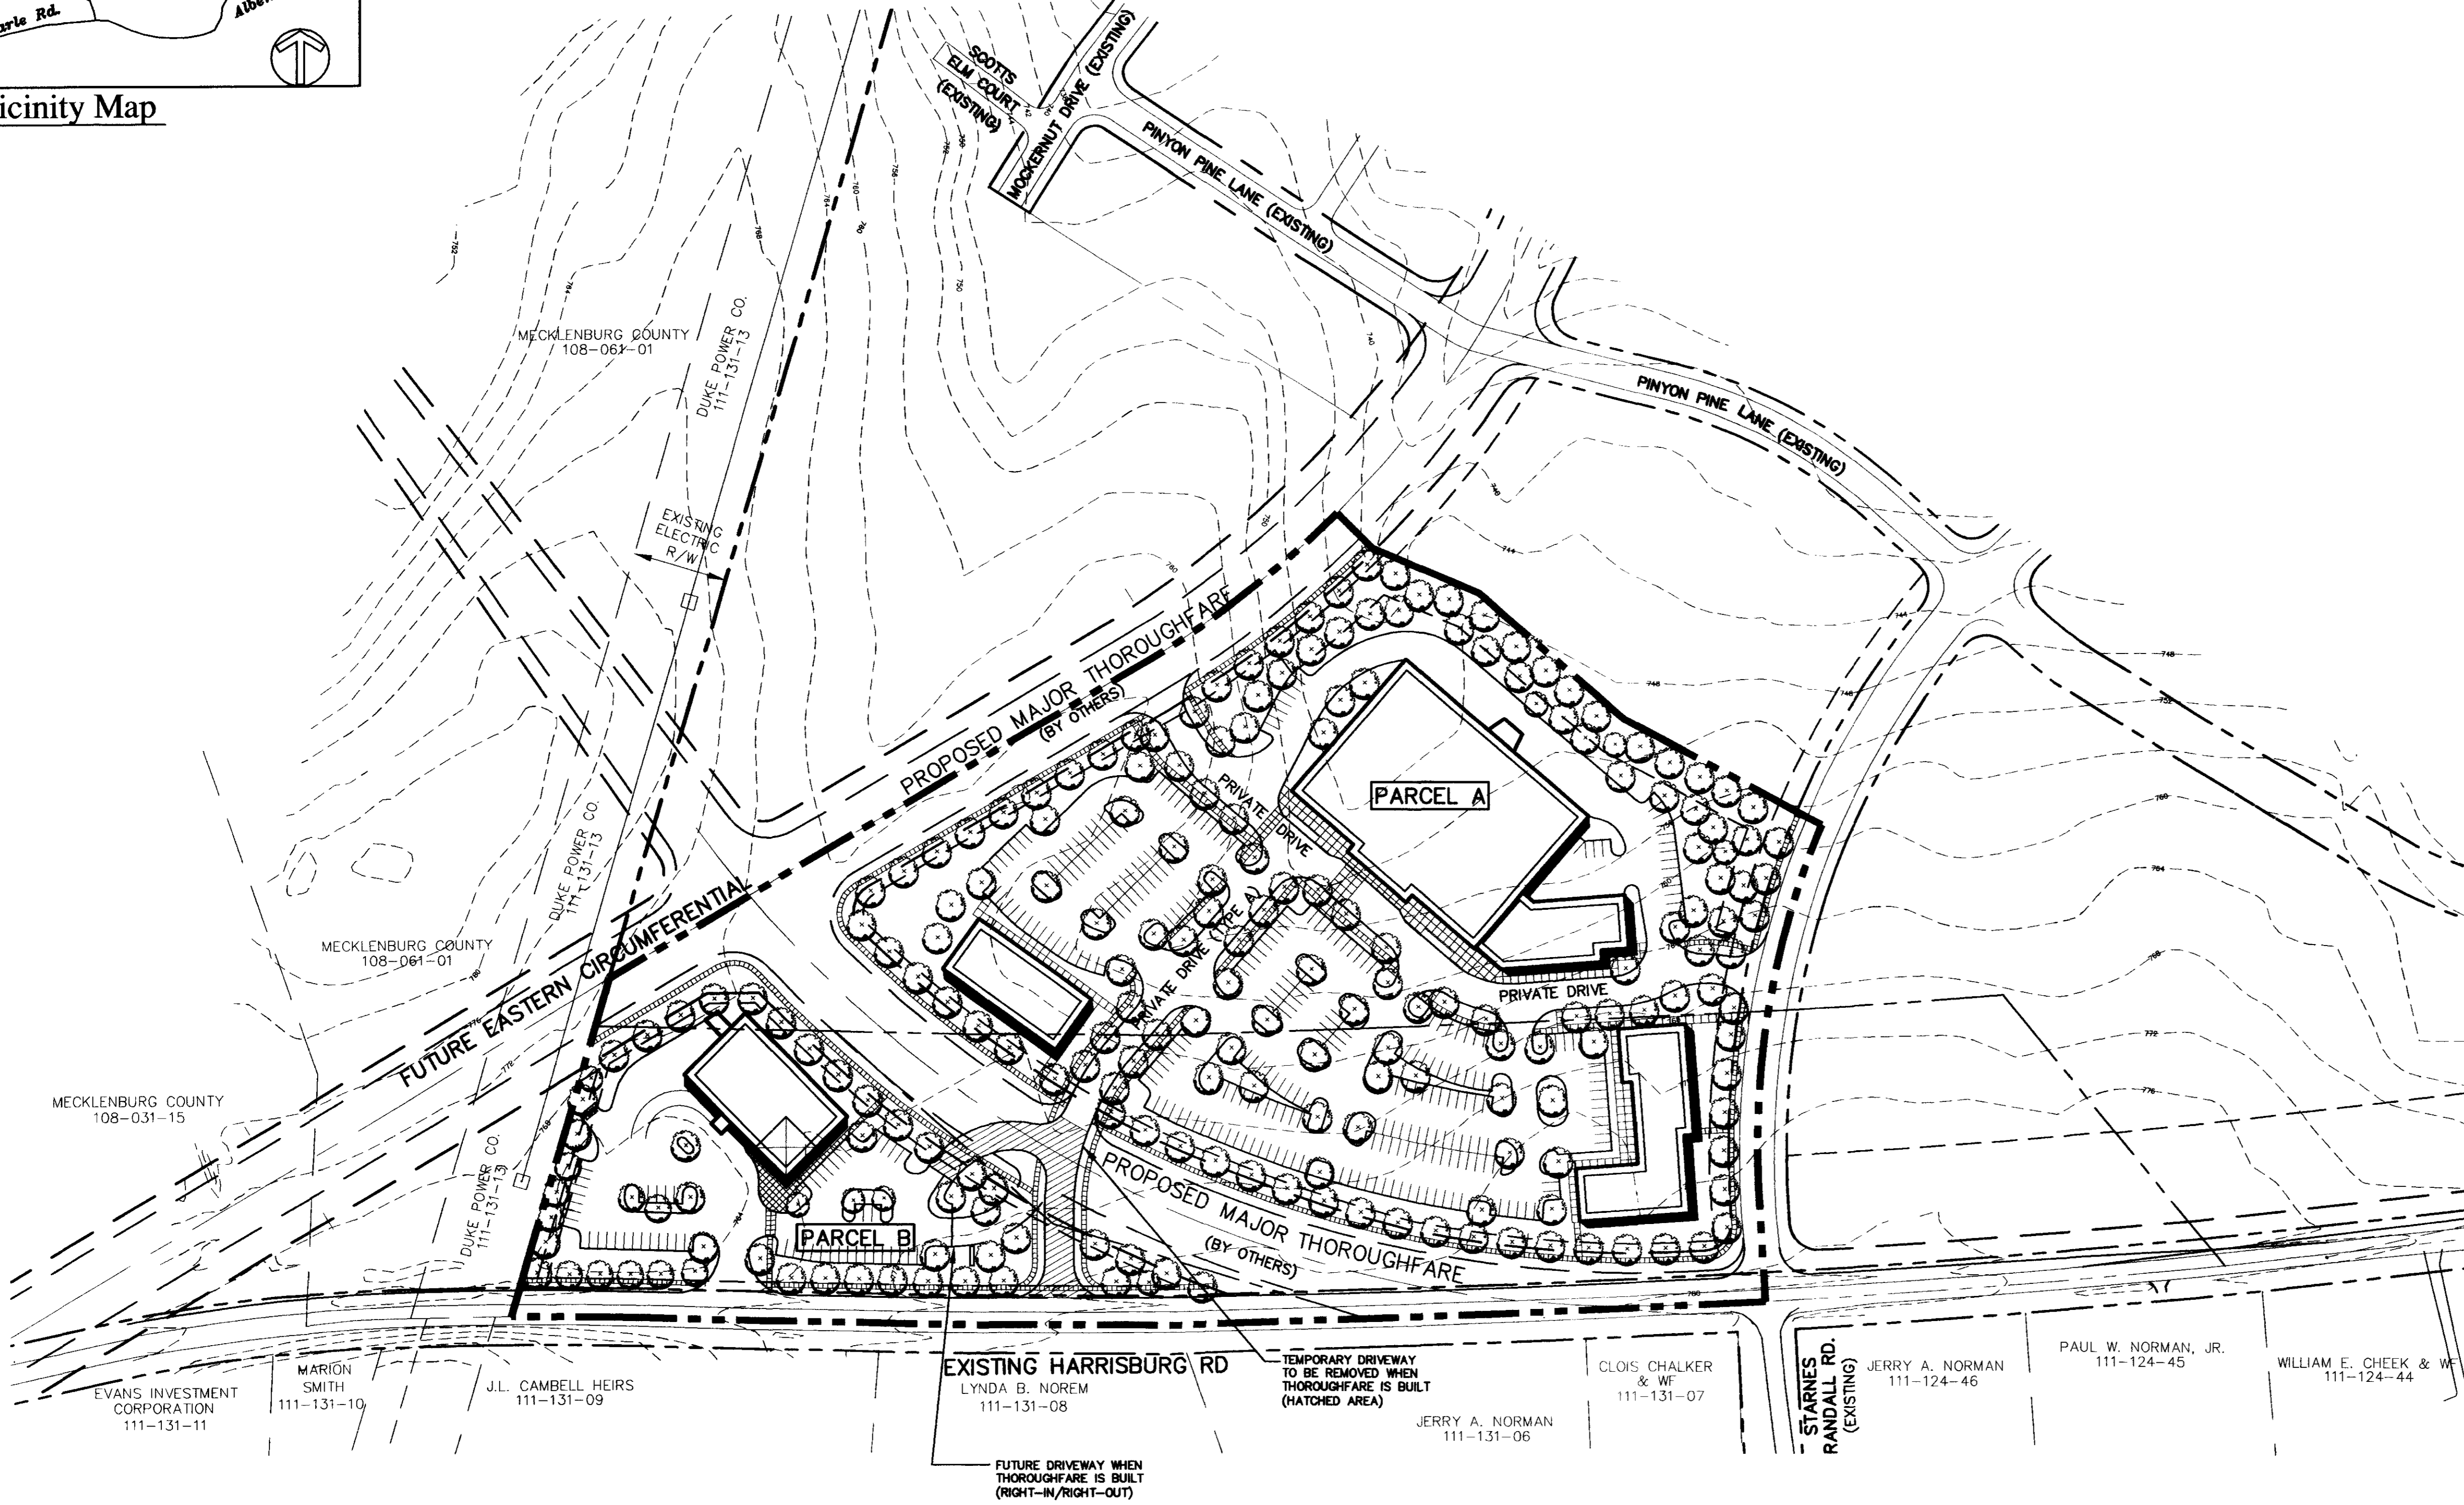 arle Rd.
icinity Map
SCOTTS
ELM COURT
(EXISTING)
MOCKERNUT DRIVE (EXISTING)
PINYON PINE LANE (EXISTING)
PINYON PINE LANE (EXISTING)
MECKLENBURG COUNTY
108-061-01
DUKE POWER CO.
111-131-13
EXISTING
ELECTRIC
R/W
PROPOSED MAJOR THOROUGHFARE
(BY OTHERS)
PRIVATE DRIVE
PARCEL A
PRIVATE DRIVE (TYPE A)
PRIVATE DRIVE
DUKE POWER CO.
111-131-13
MECKLENBURG COUNTY
108-061-01
FUTURE EASTERN CIRCUMFERENTIAL
MECKLENBURG COUNTY
108-031-15
DUKE POWER CO.
111-131-13
PARCEL B
PROPOSED MAJOR THOROUGHFARE
(BY OTHERS)
EXISTING HARRISBURG RD
EVANS INVESTMENT
CORPORATION
111-131-11
MARION
SMITH
111-131-10
J.L. CAMBELL HEIRS
111-131-09
LYNDA B. NOREM
111-131-08
TEMPORARY DRIVEWAY
TO BE REMOVED WHEN
THOROUGHFARE IS BUILT
(HATCHED AREA)
JERRY A. NORMAN
111-131-06
CLOIS CHALKER
& WF
111-131-07
STARNES
RANDALL RD.
(EXISTING)
JERRY A. NORMAN
111-124-46
PAUL W. NORMAN, JR.
111-124-45
WILLIAM E. CHEEK & WF
111-124-44
FUTURE DRIVEWAY WHEN
THOROUGHFARE IS BUILT
(RIGHT-IN/RIGHT-OUT)